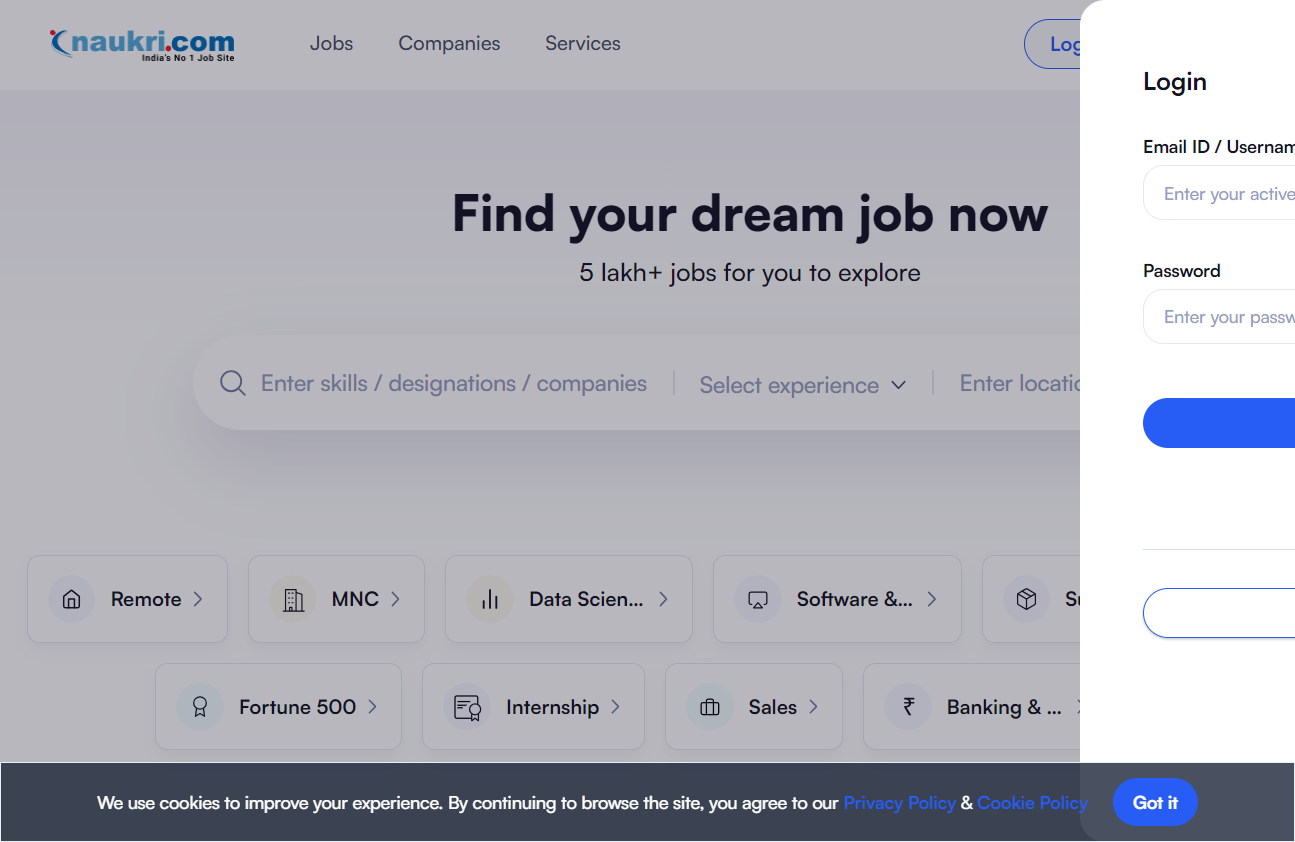 naukri.com
India's No 1 Job Site
Jobs
Companies
Services
Log
Login
Email ID / Usernam
Enter your active
Password
Enter your passw
Find your dream job now
5 lakh+ jobs for you to explore
Enter skills / designations / companies
Select experience
Enter locatio
Remote
MNC
Data Scien...
Software &...
Su
Fortune 500
Internship
Sales
Banking & ...
We use cookies to improve your experience. By continuing to browse the site, you agree to our Privacy Policy & Cookie Policy
Got it